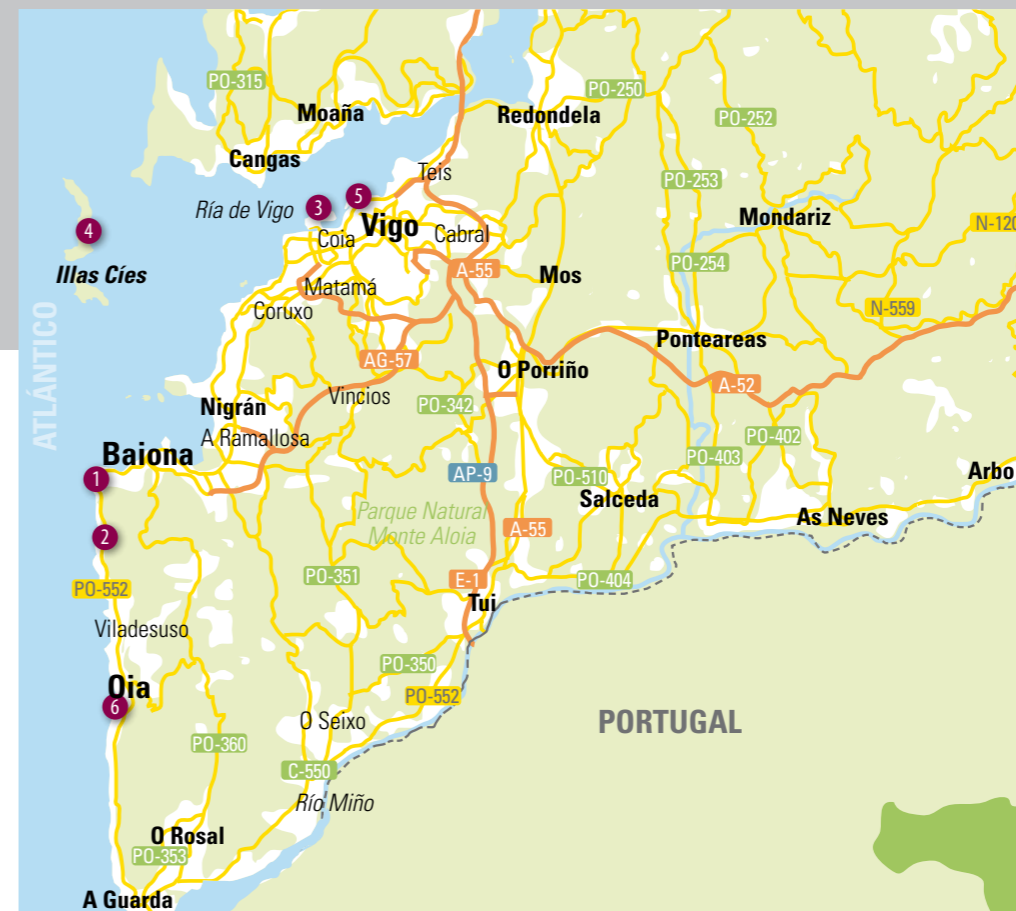 PO-315
Moaña
Redondela
PO-250
PO-252
Cangas
Teis
PO-253
Ría de Vigo
3
5
Vigo
Coia
Cabral
Mondariz
N-120
4
Illas Cíes
A-55
Mos
PO-254
Matamá
Coruxo
N-559
Ponteareas
AG-57
O Porriño
A-52
ATLÁNTICO
Nigrán
Vincios
PO-342
A Ramallosa
PO-402
Baiona
PO-403
1
AP-9
PO-510
Arbo
Salceda
Parque Natural
Monte Aloia
As Neves
2
A-55
PO-552
PO-351
E-1
PO-404
Tui
Viladesuso
PO-350
Oia
PO-552
6
O Seixo
PORTUGAL
PO-360
C-550
Río Miño
O Rosal
PO-353
A Guarda